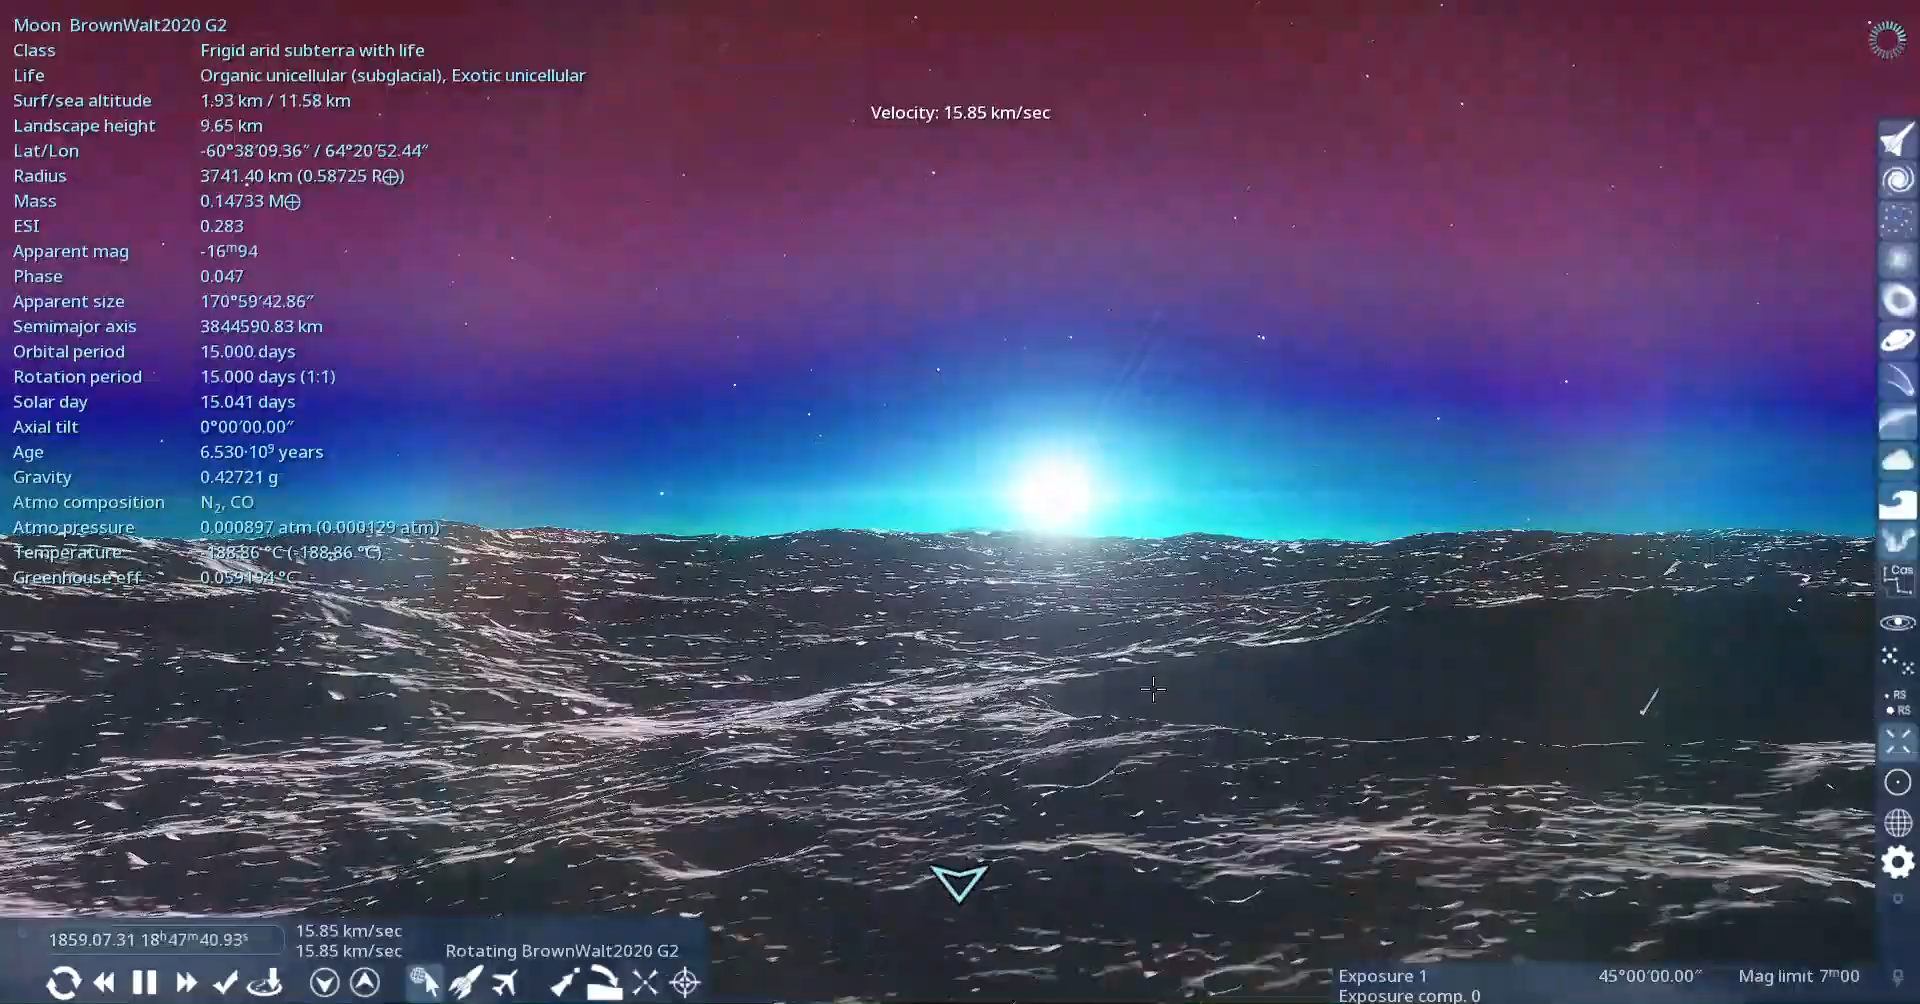 Moon BrownWalt2020 G2
Class Frigid arid subterra with life
Life Organic unicellular (subglacial), Exotic unicellular
Surf/sea altitude 1.93 km / 11.58 km
Landscape height 9.65 km
Lat/Lon -60°38′09.36″ / 64°20′52.44″
Radius 3741.40 km (0.58725 R⊕)
Mass 0.14733 M⊕
ESI 0.283
Apparent mag -16ᵐ94
Phase 0.047
Apparent size 170°59′42.86″
Semimajor axis 3844590.83 km
Orbital period 15.000 days
Rotation period 15.000 days (1:1)
Solar day 15.041 days
Axial tilt 0°00′00.00″
Age 6.530·10⁹ years
Gravity 0.42721 g
Atmo composition N₂, CO
Atmo pressure 0.000897 atm (0.000129 atm)
Temperature -188.86 °C (-188.86 °C)
Greenhouse eff 0.059194 °C
Velocity: 15.85 km/sec
Cas
RS
RS
1859.07.31 18ʰ47ᵐ40.93ˢ
15.85 km/sec
15.85 km/sec Rotating BrownWalt2020 G2
Exposure 1 45°00′00.00″ Mag limit 7ᵐ00
Exposure comp. 0